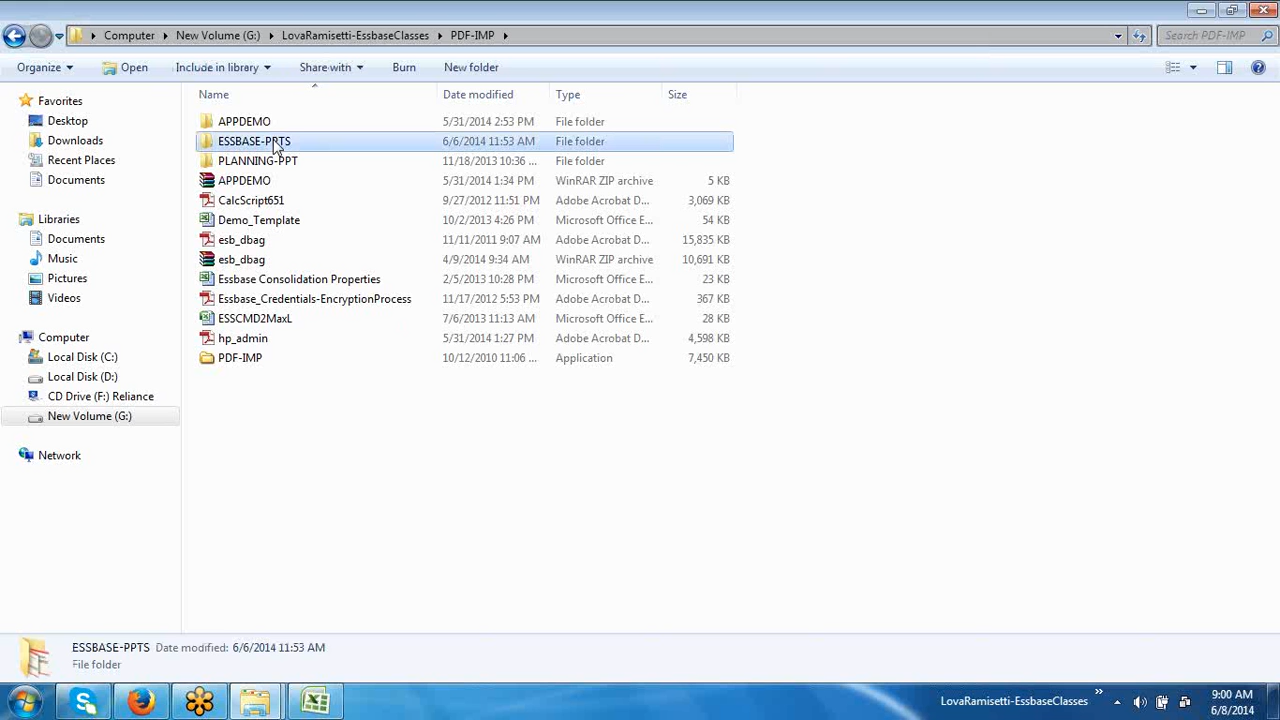 Computer New Volume (G:) LovaRamisetti-EssbaseClasses PDF-IMP Search PDF-IMP
Organize Open Include in library Share with Burn New folder
Name Date modified Type Size
Favorites
Desktop
Downloads
Recent Places
Documents
Libraries
Documents
Music
Pictures
Videos
Computer
Local Disk (C:)
Local Disk (D:)
CD Drive (F:) Reliance
New Volume (G:)
Network
APPDEMO 5/31/2014 2:53 PM File folder
ESSBASE-PPTS 6/6/2014 11:53 AM File folder
PLANNING-PPT 11/18/2013 10:36 ... File folder
APPDEMO 5/31/2014 1:34 PM WinRAR ZIP archive 5 KB
CalcScript651 9/27/2012 11:51 PM Adobe Acrobat D... 3,069 KB
Demo_Template 10/2/2013 4:26 PM Microsoft Office E... 54 KB
esb_dbag 11/11/2011 9:07 AM Adobe Acrobat D... 15,835 KB
esb_dbag 4/9/2014 9:34 AM WinRAR ZIP archive 10,691 KB
Essbase Consolidation Properties 2/5/2013 10:28 PM Microsoft Office E... 23 KB
Essbase_Credentials-EncryptionProcess 11/17/2012 5:53 PM Adobe Acrobat D... 367 KB
ESSCMD2MaxL 7/6/2013 11:13 AM Microsoft Office E... 28 KB
hp_admin 5/31/2014 1:27 PM Adobe Acrobat D... 4,598 KB
PDF-IMP 10/12/2010 11:06 ... Application 7,450 KB
ESSBASE-PPTS Date modified: 6/6/2014 11:53 AM
File folder
LovaRamisetti-EssbaseClasses
9:00 AM
6/8/2014